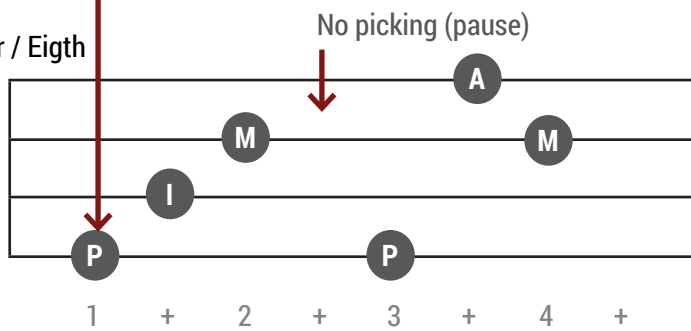 No picking (pause)
r / Eigth
A
M M
I
P P
1 + 2 + 3 + 4 +